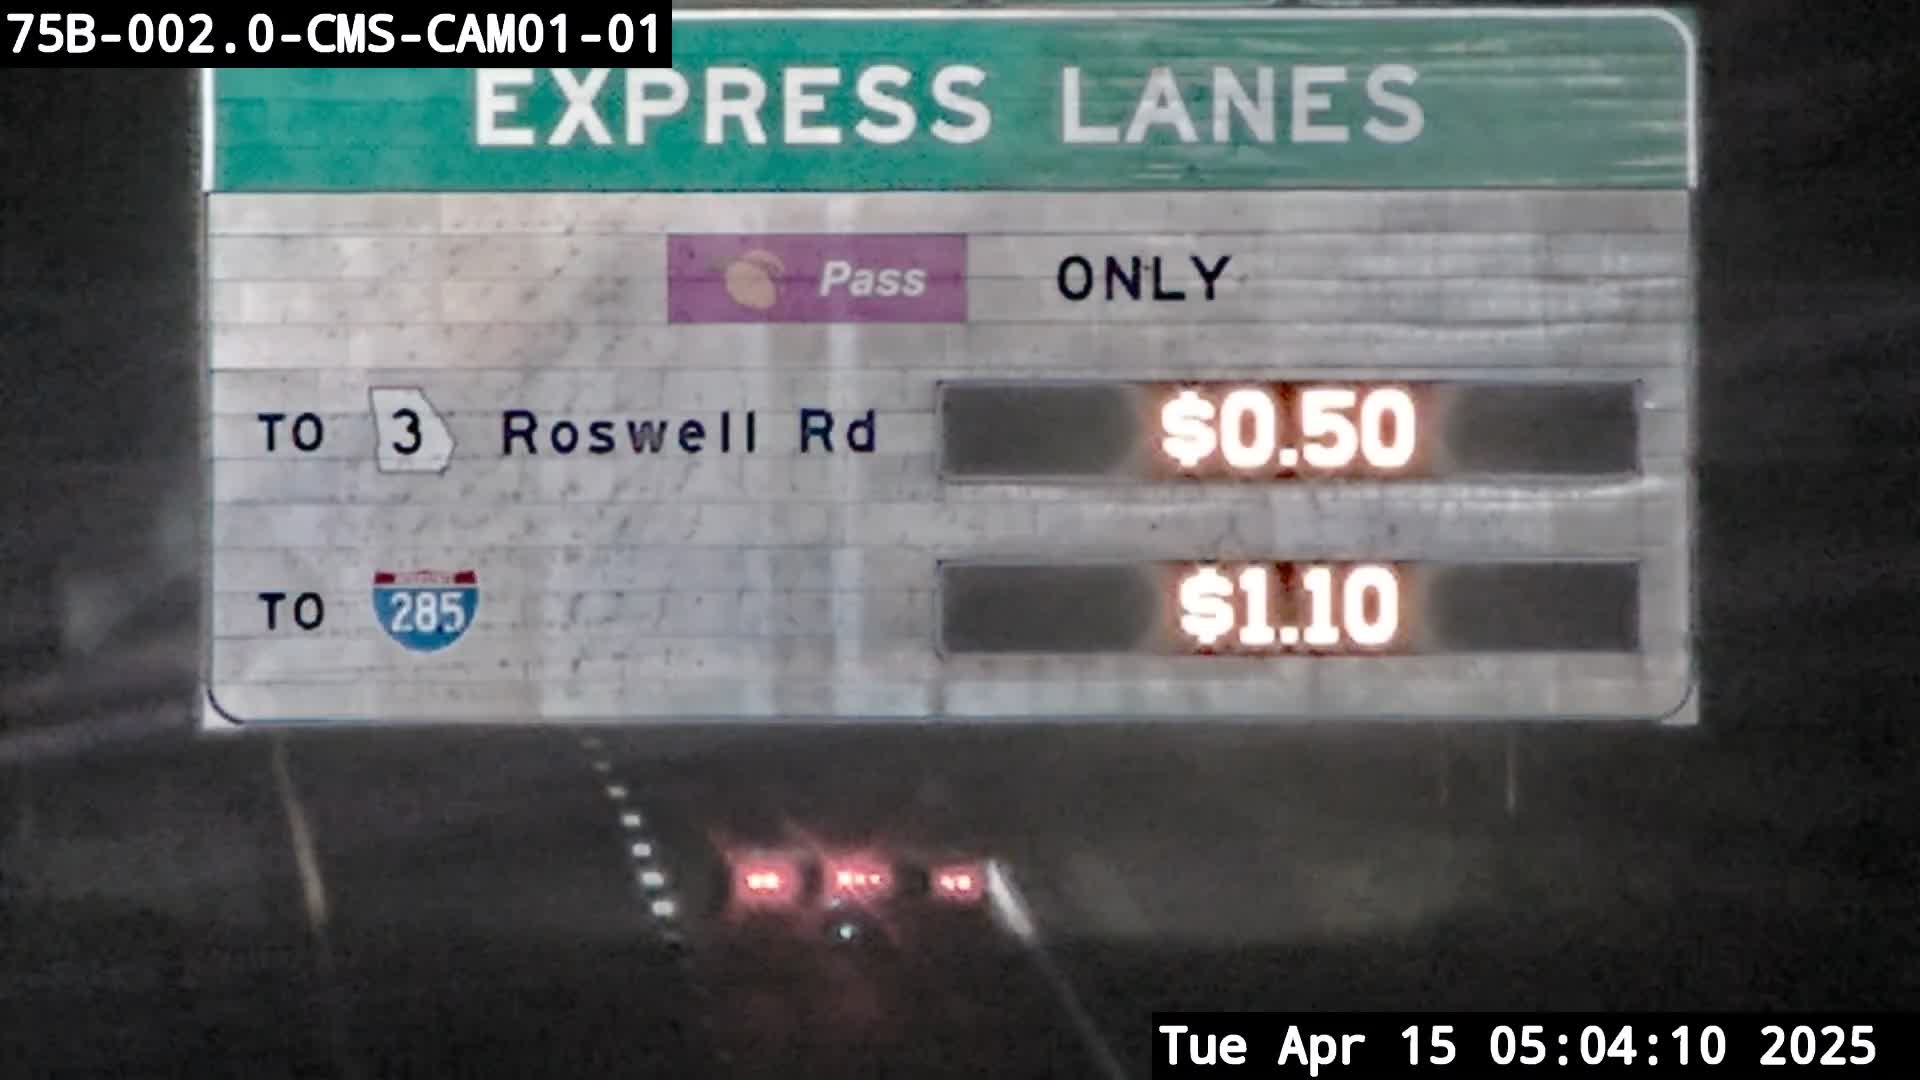 75B-002.0-CMS-CAM01-01
EXPRESS LANES
Pass ONLY
TO 3 Roswell Rd $0.50
TO 285 $1.10
Tue Apr 15 05:04:10 2025